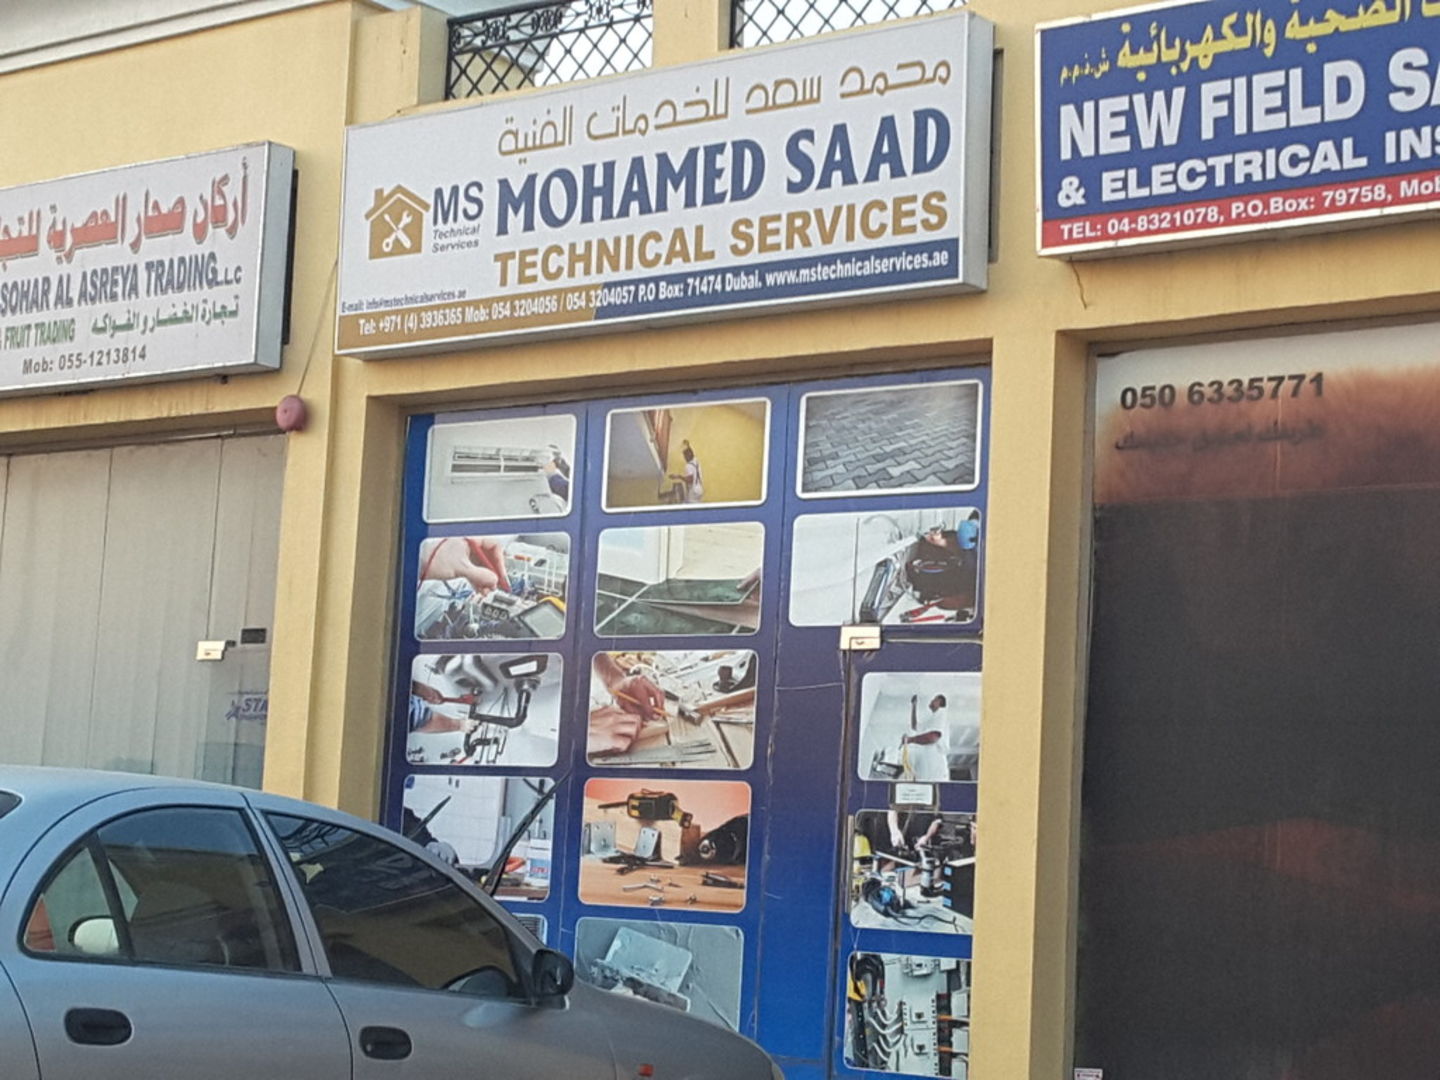 أركان صحار العصرية للتجا
SOHAR AL ASREYA TRADING LLC
FRUIT TRADING تجارة الخضار والفواكه
Mob: 055-1213814
محمد سعد للخدمات الفنية
MS
Technical
Services
MOHAMED SAAD
TECHNICAL SERVICES
E-mail: info@mstechnicalservices.ae
Tel: +971 (4) 3936365 Mob: 054 3204056 / 054 3204057 P.O Box: 71474 Dubai. www.mstechnicalservices.ae
الصحية والكهربائية ش.ذ.م.م
NEW FIELD SA
& ELECTRICAL INS
TEL: 04-8321078, P.O.Box: 79758, Mob
050 6335771
STA